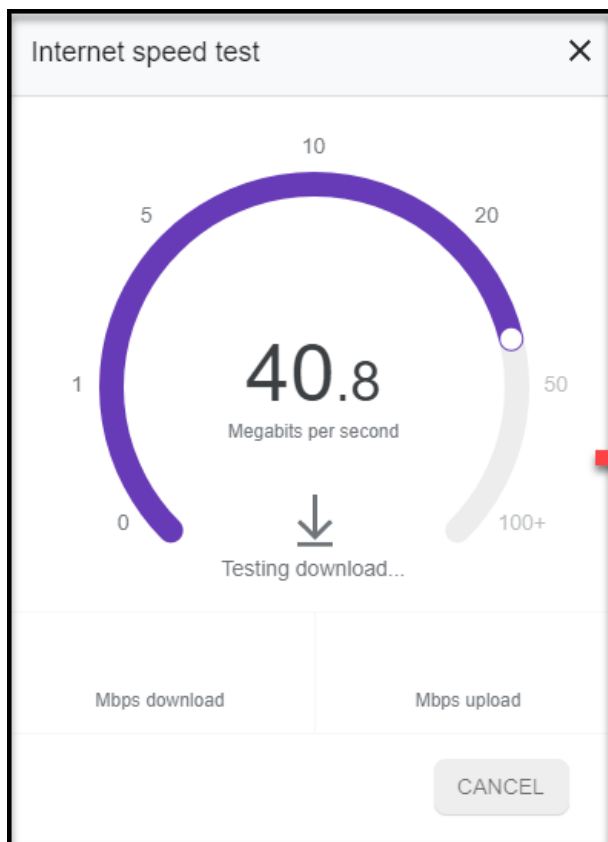 Internet speed test
10
5 20
40.8
1 50
Megabits per second
0 100+
Testing download...
Mbps download Mbps upload
CANCEL